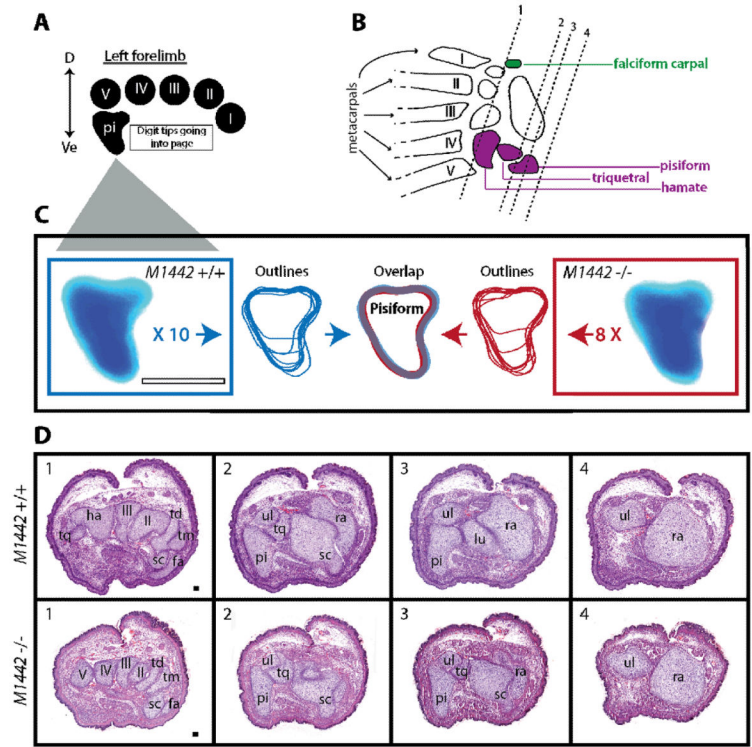 A
Left forelimb
D
Ve
V IV III II I
pi
Digit tips going
into page
B
1
2
3
4
metacarpals
I
II
III
IV
V
falciform carpal
pisiform
triquetral
hamate
C
M1442 +/+
X 10
Outlines
Overlap
Pisiform
Outlines
M1442 -/-
8 X
D
M1442 +/+
1
ha III II td
tq tm
sc fa
2
ul tq ra
pi sc
3
ul ra
lu
pi
4
ul ra
M1442 -/-
1
V IV III II td
tm
sc fa
2
ul
tq
pi sc
3
ul ra
tq
pi sc
4
ul ra